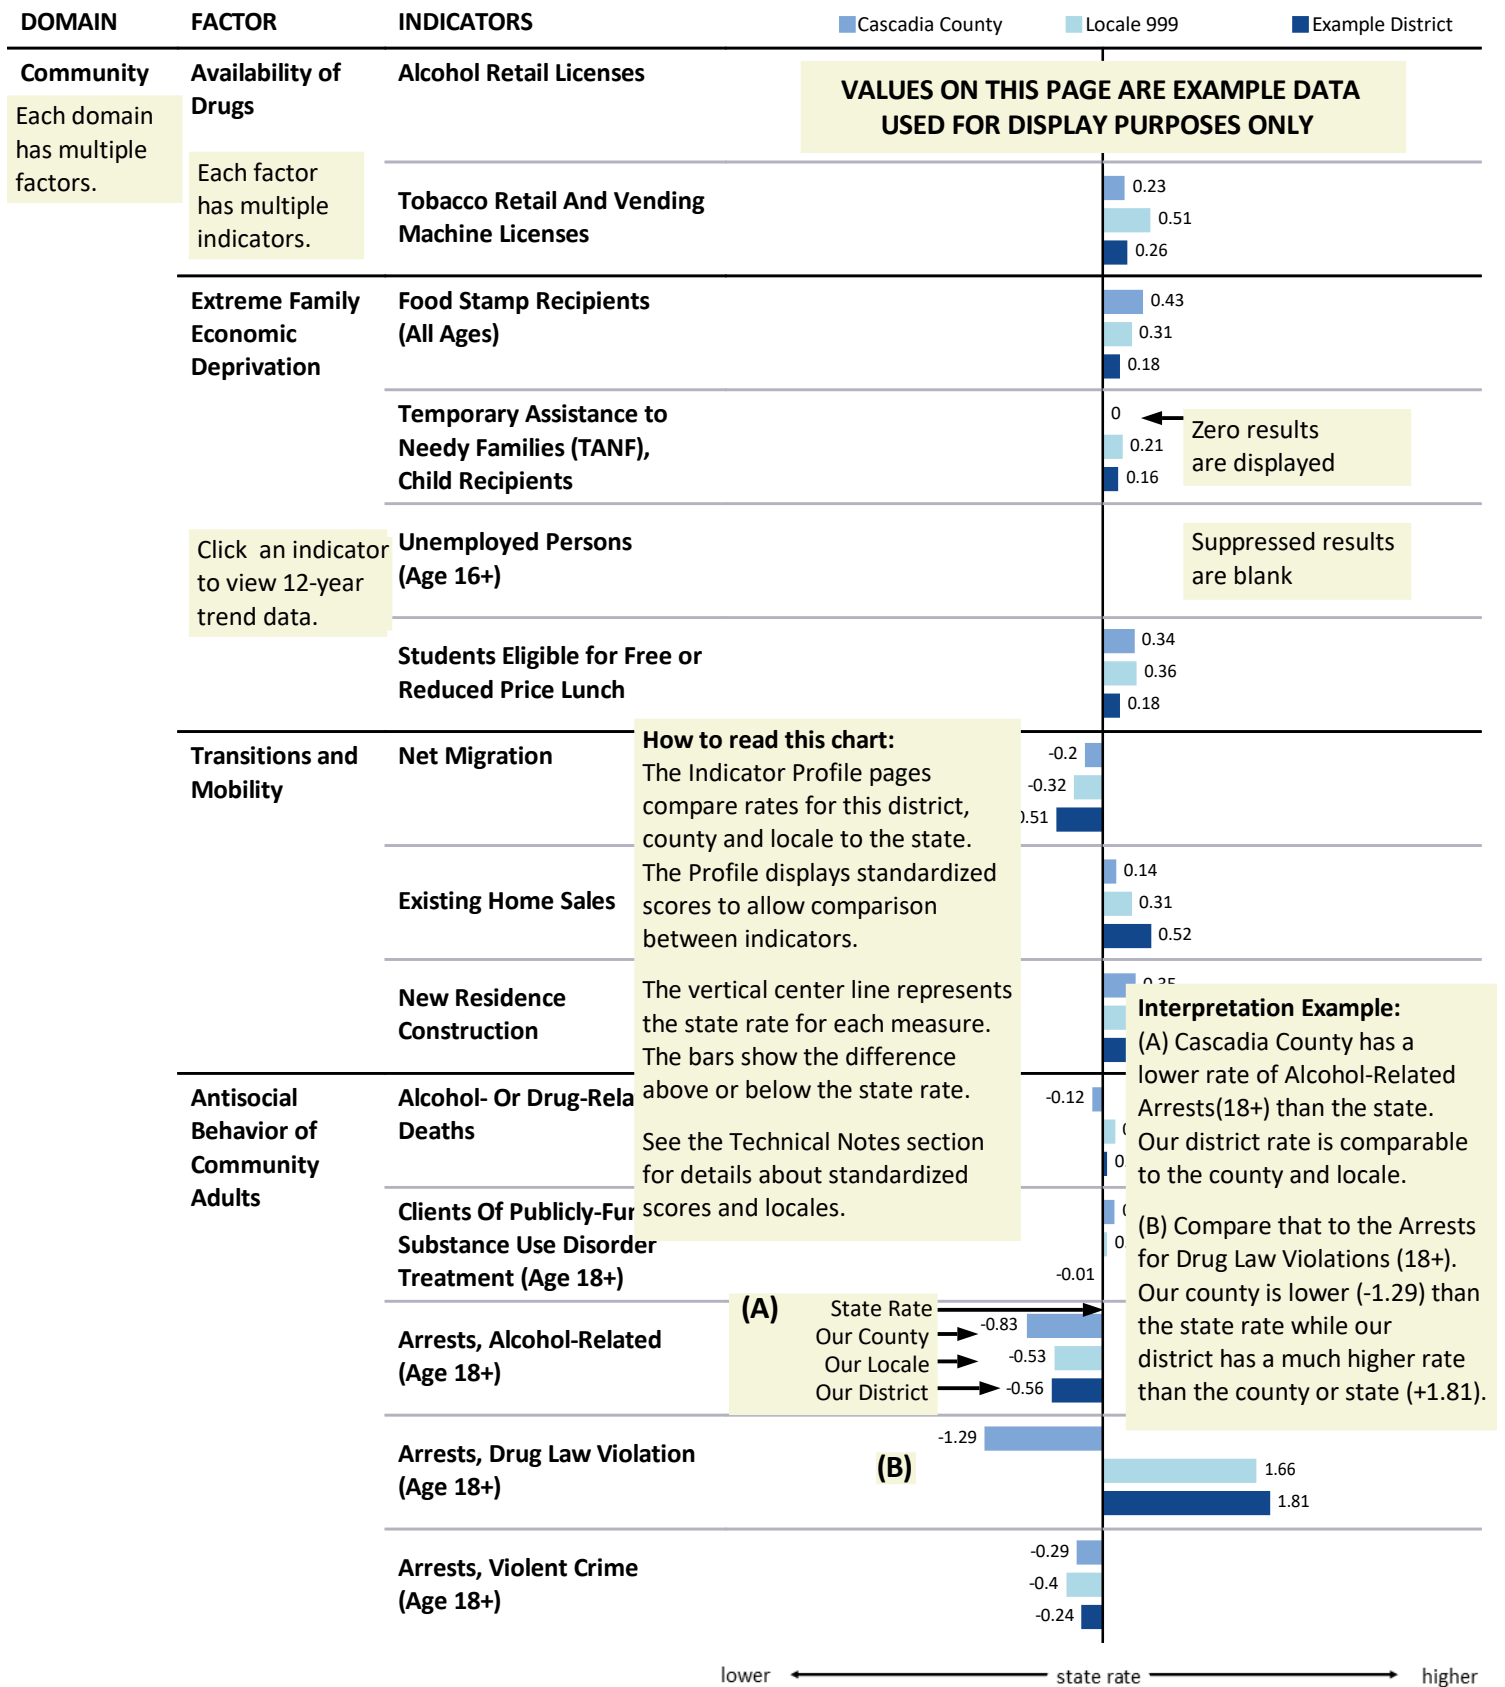 DOMAIN FACTOR INDICATORS Cascadia County Locale 999 Example District
Community
Each domain
has multiple
factors.
Availability of
Drugs
Each factor
has multiple
indicators.
Alcohol Retail Licenses
VALUES ON THIS PAGE ARE EXAMPLE DATA
USED FOR DISPLAY PURPOSES ONLY
Tobacco Retail And Vending
Machine Licenses
0.23
0.51
0.26
Extreme Family
Economic
Deprivation
Food Stamp Recipients
(All Ages)
0.43
0.31
0.18
Temporary Assistance to
Needy Families (TANF),
Child Recipients
0
0.21
0.16
Zero results
are displayed
Click an indicator
to view 12-year
trend data.
Unemployed Persons
(Age 16+)
Suppressed results
are blank
Students Eligible for Free or
Reduced Price Lunch
0.34
0.36
0.18
Transitions and
Mobility
Net Migration
-0.2
-0.32
0.51
How to read this chart:
The Indicator Profile pages
compare rates for this district,
county and locale to the state.
The Profile displays standardized
scores to allow comparison
between indicators.
The vertical center line represents
the state rate for each measure.
The bars show the difference
above or below the state rate.
See the Technical Notes section
for details about standardized
scores and locales.
Existing Home Sales
0.14
0.31
0.52
New Residence
Construction
0.35
Interpretation Example:
(A) Cascadia County has a
lower rate of Alcohol-Related
Arrests(18+) than the state.
Our district rate is comparable
to the county and locale.
(B) Compare that to the Arrests
for Drug Law Violations (18+).
Our county is lower (-1.29) than
the state rate while our
district has a much higher rate
than the county or state (+1.81).
Antisocial
Behavior of
Community
Adults
Alcohol- Or Drug-Rela
Deaths
-0.12
Clients Of Publicly-Fun
Substance Use Disorder
Treatment (Age 18+)
-0.01
Arrests, Alcohol-Related
(Age 18+)
(A)
State Rate
Our County
Our Locale
Our District
-0.83
-0.53
-0.56
Arrests, Drug Law Violation
(Age 18+)
(B)
-1.29
1.66
1.81
Arrests, Violent Crime
(Age 18+)
-0.29
-0.4
-0.24
lower state rate higher